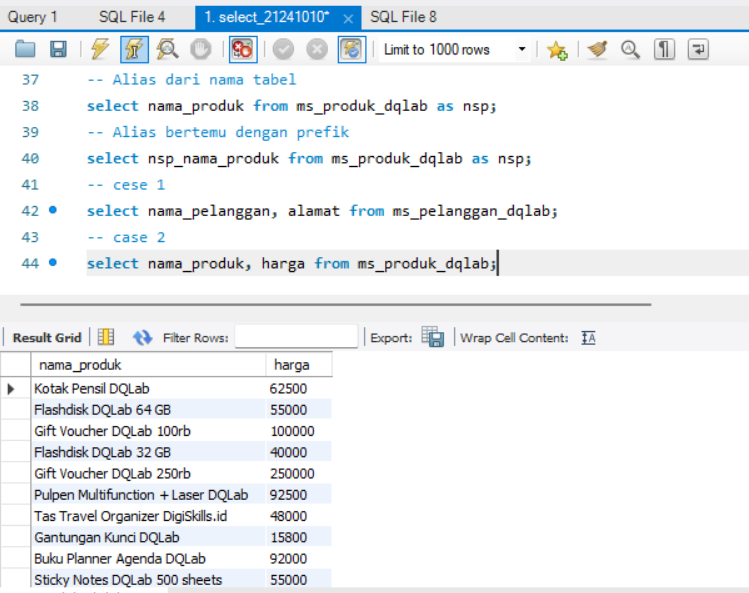 Query 1 SQL File 4 1. select_21241010* × SQL File 8
Limit to 1000 rows
37 -- Alias dari nama tabel
38 select nama_produk from ms_produk_dqlab as nsp;
39 -- Alias bertemu dengan prefik
40 select nsp_nama_produk from ms_produk_dqlab as nsp;
41 -- cese 1
42 select nama_pelanggan, alamat from ms_pelanggan_dqlab;
43 -- case 2
44 select nama_produk, harga from ms_produk_dqlab;
Result Grid Filter Rows: Export: Wrap Cell Content:
nama_produk harga
Kotak Pensil DQLab 62500
Flashdisk DQLab 64 GB 55000
Gift Voucher DQLab 100rb 100000
Flashdisk DQLab 32 GB 40000
Gift Voucher DQLab 250rb 250000
Pulpen Multifunction + Laser DQLab 92500
Tas Travel Organizer DigiSkills.id 48000
Gantungan Kunci DQLab 15800
Buku Planner Agenda DQLab 92000
Sticky Notes DQLab 500 sheets 55000